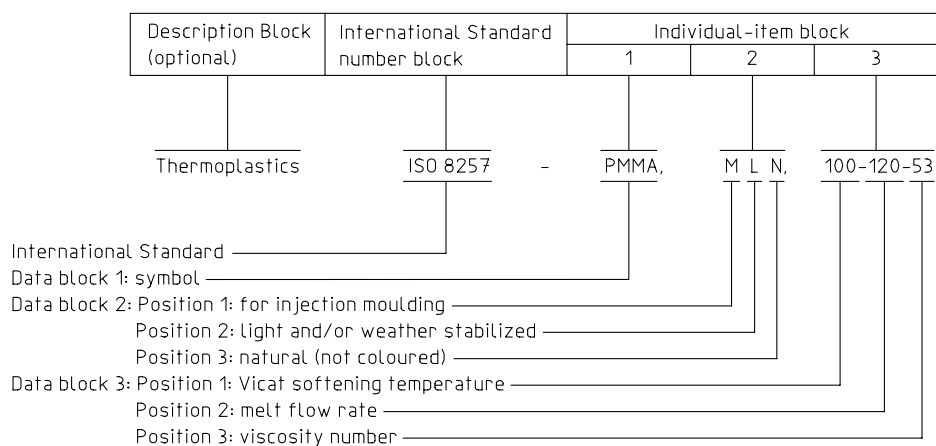 Description Block
(optional)
International Standard
number block
Individual-item block
1 2 3
Thermoplastics ISO 8257 - PMMA, M L N, 100-120-53
International Standard
Data block 1: symbol
Data block 2: Position 1: for injection moulding
Position 2: light and/or weather stabilized
Position 3: natural (not coloured)
Data block 3: Position 1: Vicat softening temperature
Position 2: melt flow rate
Position 3: viscosity number